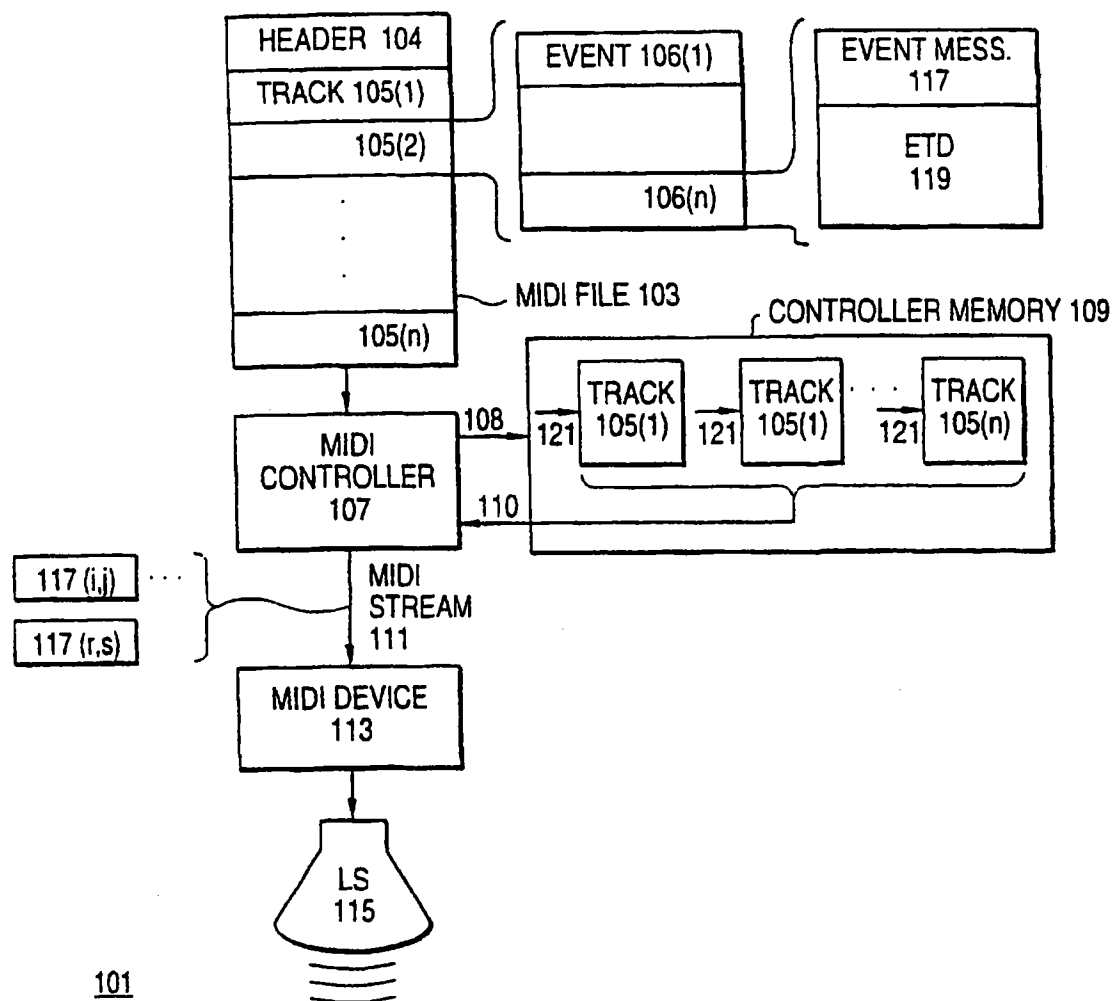 HEADER 104
TRACK 105(1)
105(2)
105(n)
EVENT 106(1)
106(n)
EVENT MESS.
117
ETD
119
MIDI FILE 103
CONTROLLER MEMORY 109
MIDI
CONTROLLER
107
108
110
121
TRACK
105(1)
121
TRACK
105(1)
121
TRACK
105(n)
117 (i,j)
117 (r,s)
MIDI
STREAM
111
MIDI DEVICE
113
LS
115
101